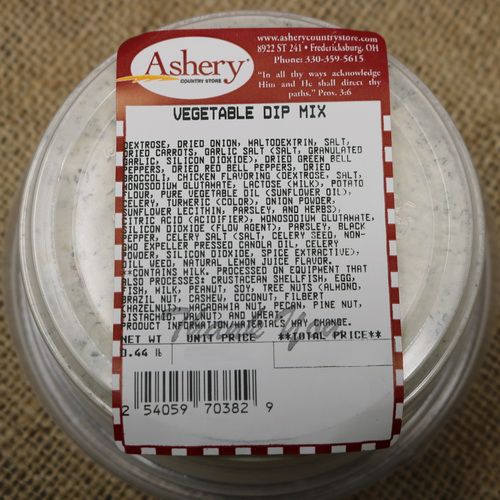 Ashery
COUNTRY STORE
www.asherycountrystore.com
8922 ST 241 • Fredericksburg, OH
Phone: 330-359-5615
"In all thy ways acknowledge
Him and He shall direct thy
paths." Prov. 3:6
VEGETABLE DIP MIX
DEXTROSE, DRIED ONION, MALTODEXTRIN, SALT,
DRIED CARROTS, GARLIC SALT (SALT, GRANULATED
GARLIC, SILICON DIOXIDE), DRIED GREEN BELL
PEPPERS, DRIED RED BELL PEPPERS, DRIED
BROCCOLI, CHICKEN FLAVORING (DEXTROSE, SALT,
MONOSODIUM GLUTAMATE, LACTOSE (MILK), POTATO
FLOUR, PURE VEGETABLE OIL (SUNFLOWER OIL),
CELERY, TURMERIC (COLOR), ONION POWDER,
SUNFLOWER LECITHIN, PARSLEY, AND HERBS),
CITRIC ACID (ACIDIFIER), MONOSODIUM GLUTAMATE,
SILICON DIOXIDE (FLOW AGENT), PARSLEY, BLACK
PEPPER, CELERY SALT (SALT, CELERY SEED, NON-
GMO EXPELLER PRESSED CANOLA OIL, CELERY
POWDER, SILICON DIOXIDE, SPICE EXTRACTIVE),
DILL WEED, NATURAL LEMON JUICE FLAVOR.
**CONTAINS MILK. PROCESSED ON EQUIPMENT THAT
ALSO PROCESSES: CRUSTACEAN SHELLFISH, EGG,
FISH, MILK, PEANUT, SOY, TREE NUTS (ALMOND,
BRAZIL NUT, CASHEW, COCONUT, FILBERT
(HAZELNUT), MACADAMIA NUT, PECAN, PINE NUT,
PISTACHIO, WALNUT) AND WHEAT.
PRODUCT INFORMATION/MATERIALS MAY CHANGE.
Thank You
NET WT UNIT PRICE **TOTAL PRICE**
0.44 lb
2 54059 70382 9